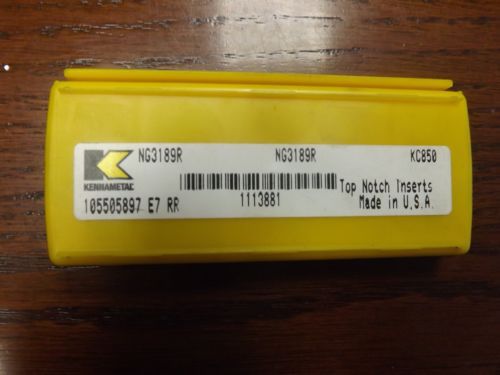 NG3189R NG3189R KC850
KENNAMETAL
Top Notch Inserts
105505897 E7 RR 1113881 Made in U.S.A.